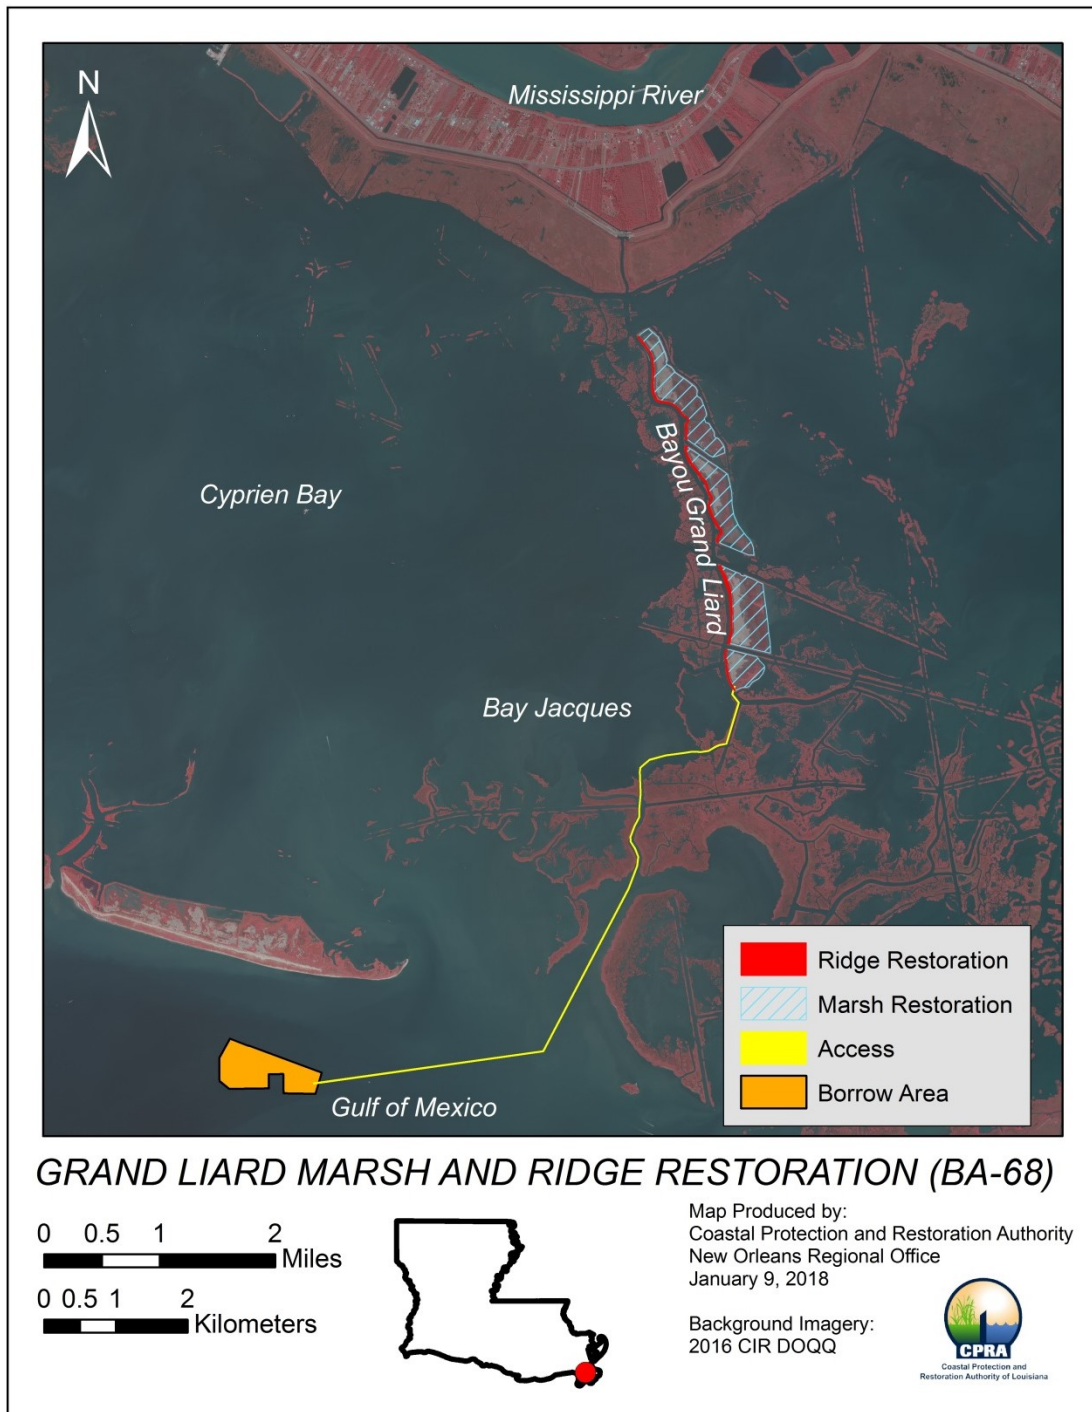 N
Mississippi River
Cyprien Bay
Bayou Grand Liard
Bay Jacques
Gulf of Mexico
Ridge Restoration
Marsh Restoration
Access
Borrow Area
GRAND LIARD MARSH AND RIDGE RESTORATION (BA-68)
0 0.5 1 2
Miles
0 0.5 1 2
Kilometers
Map Produced by:
Coastal Protection and Restoration Authority
New Orleans Regional Office
January 9, 2018
Background Imagery:
2016 CIR DOQQ
CPRA
Coastal Protection and
Restoration Authority of Louisiana